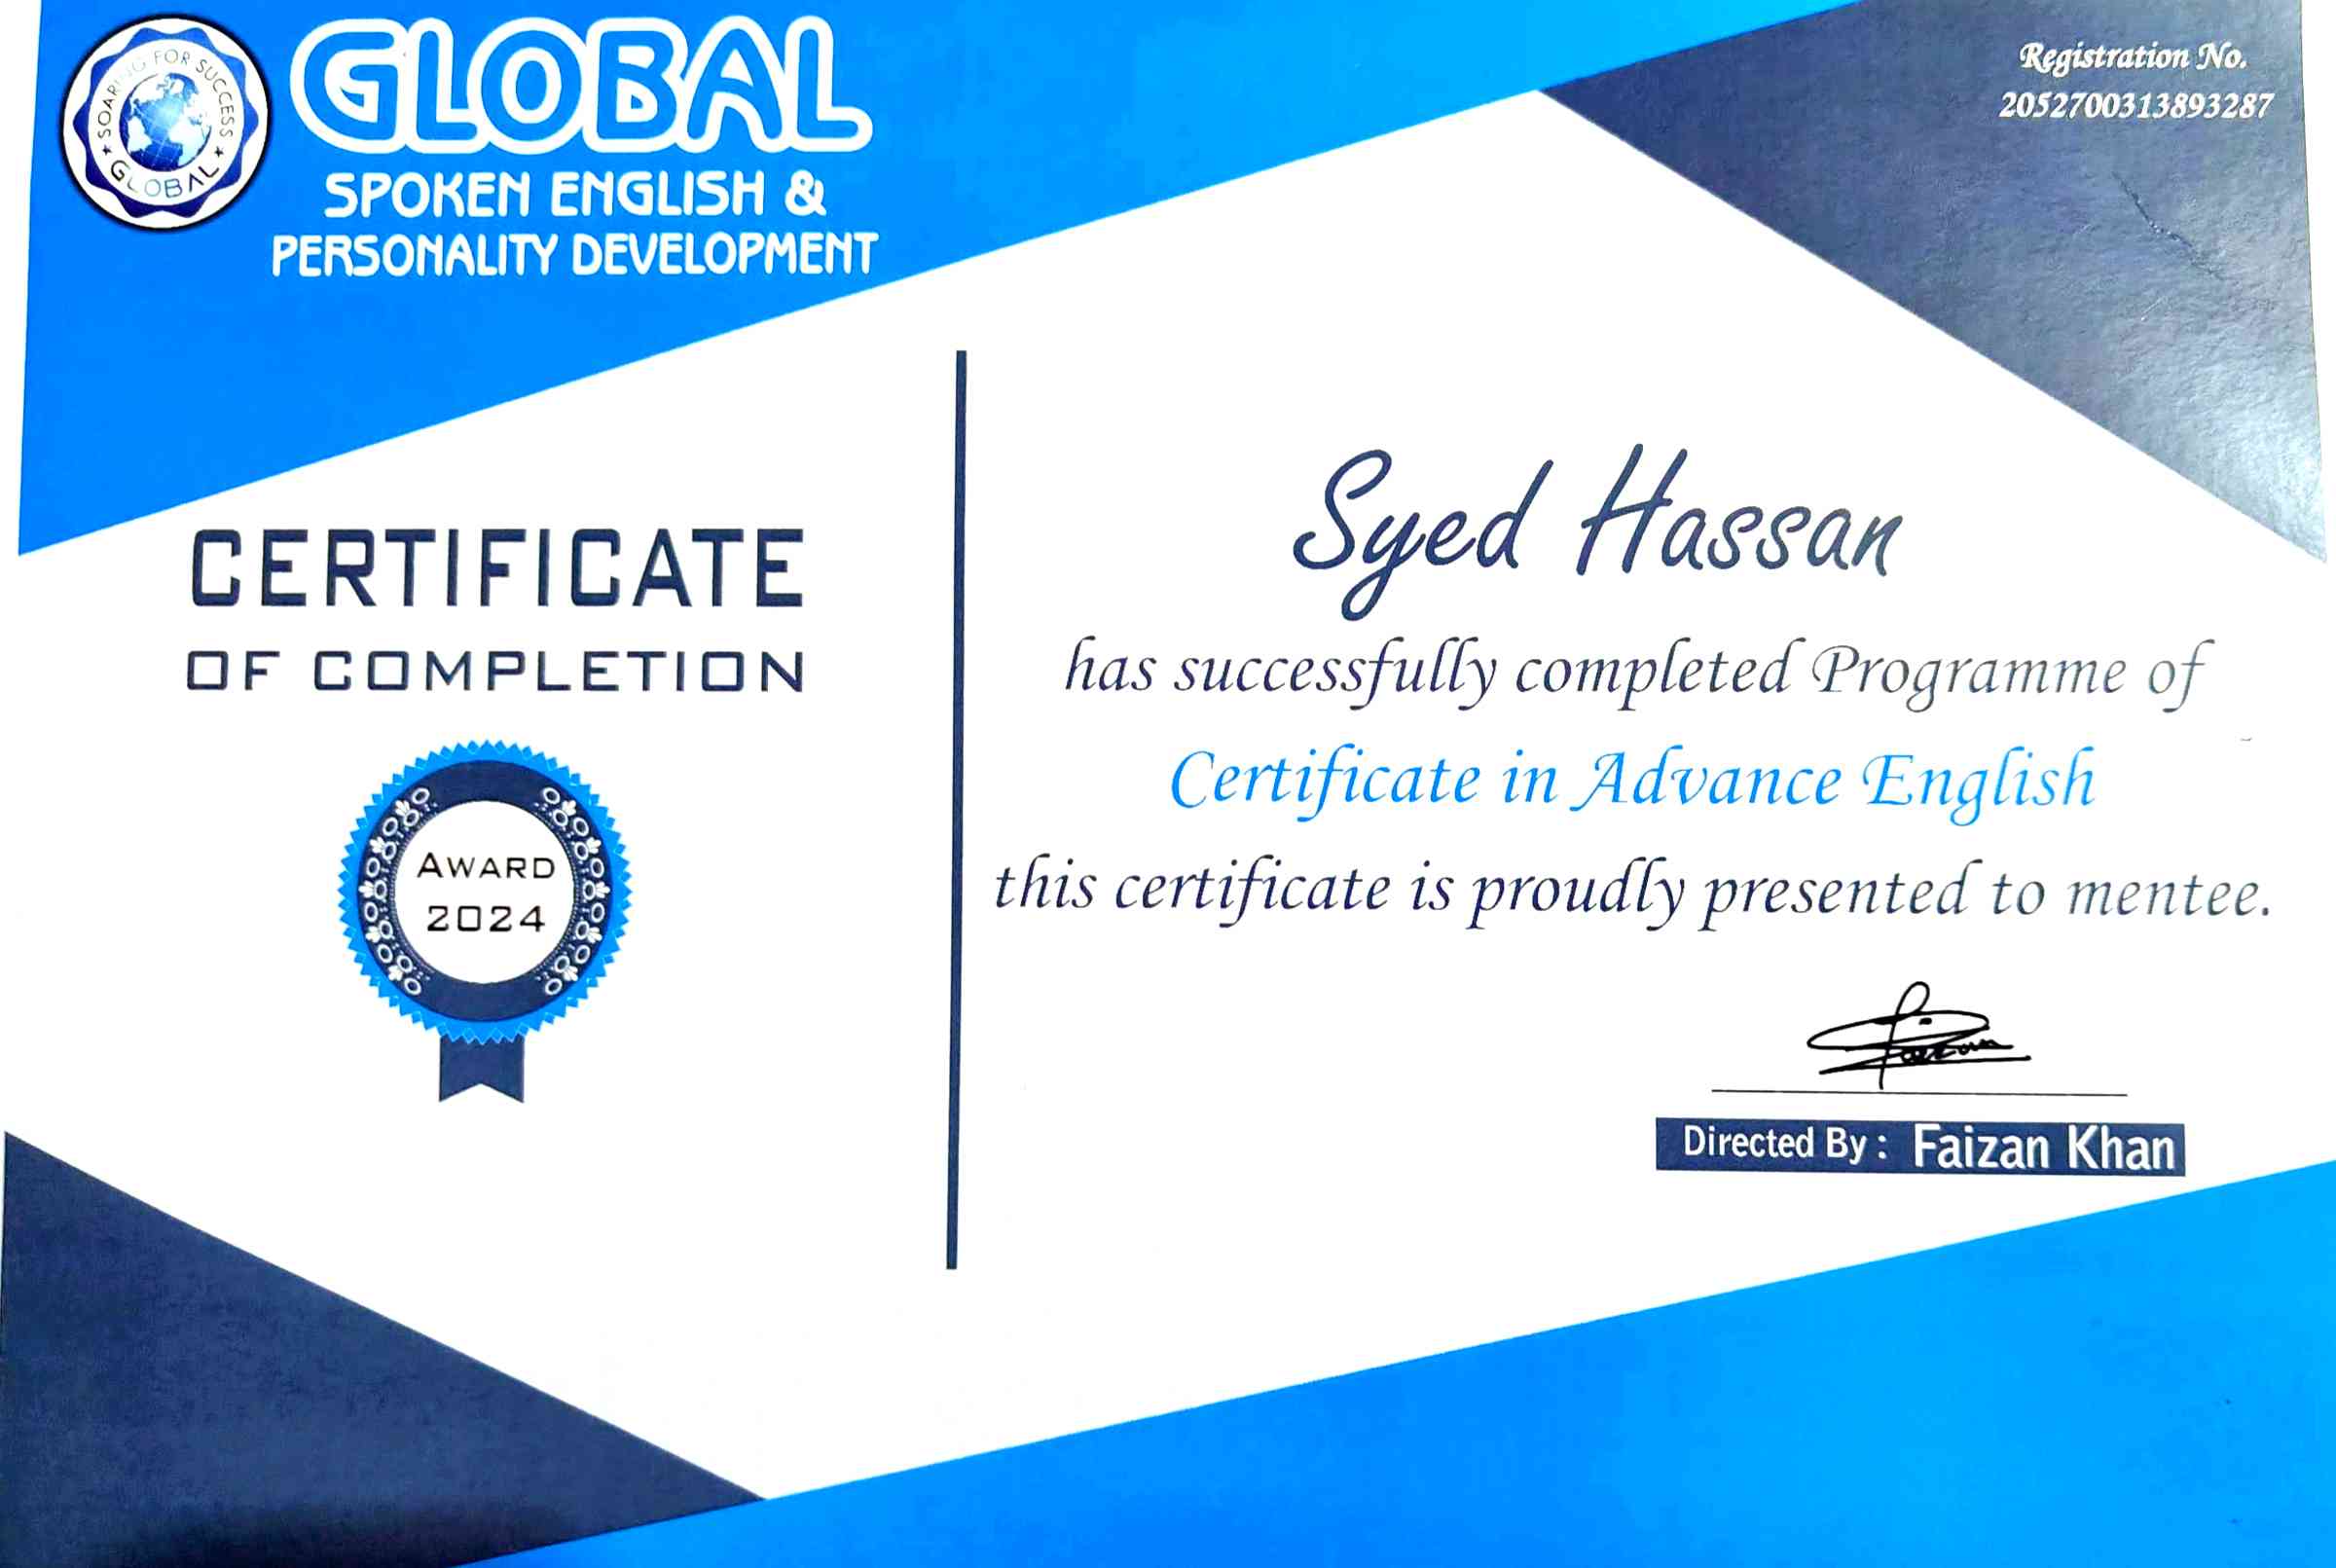 SOARING FOR SUCCESS
GLOBAL
GLOBAL
SPOKEN ENGLISH &
PERSONALITY DEVELOPMENT
Registration No.
2052700313893287
CERTIFICATE
OF COMPLETION
AWARD
2024
Syed Hassan
has successfully completed Programme of
Certificate in Advance English
this certificate is proudly presented to mentee.
Faizan
Directed By : Faizan Khan